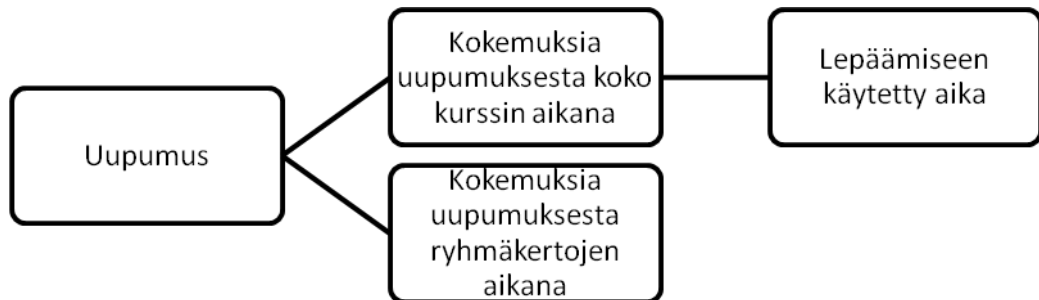 Uupumus
Kokemuksia
uupumuksesta koko
kurssin aikana
Lepäämiseen
käytetty aika
Kokemuksia
uupumuksesta
ryhmäkertojen
aikana